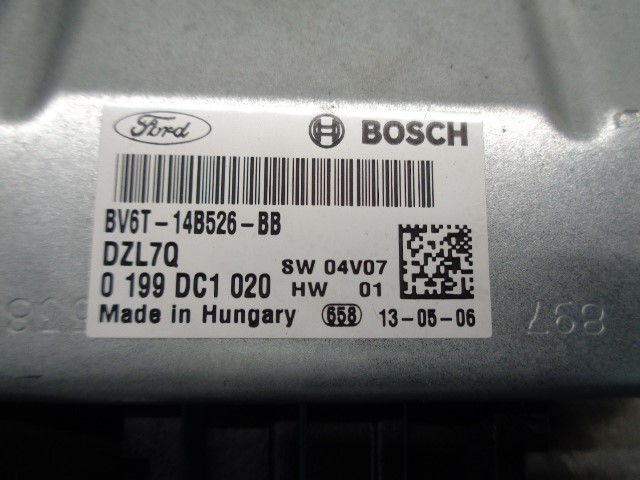 Ford BOSCH
BV6T-14B526-BB
DZL7Q
SW 04V07
0 199 DC1 020 HW 01
Made in Hungary 658 13-05-06
897